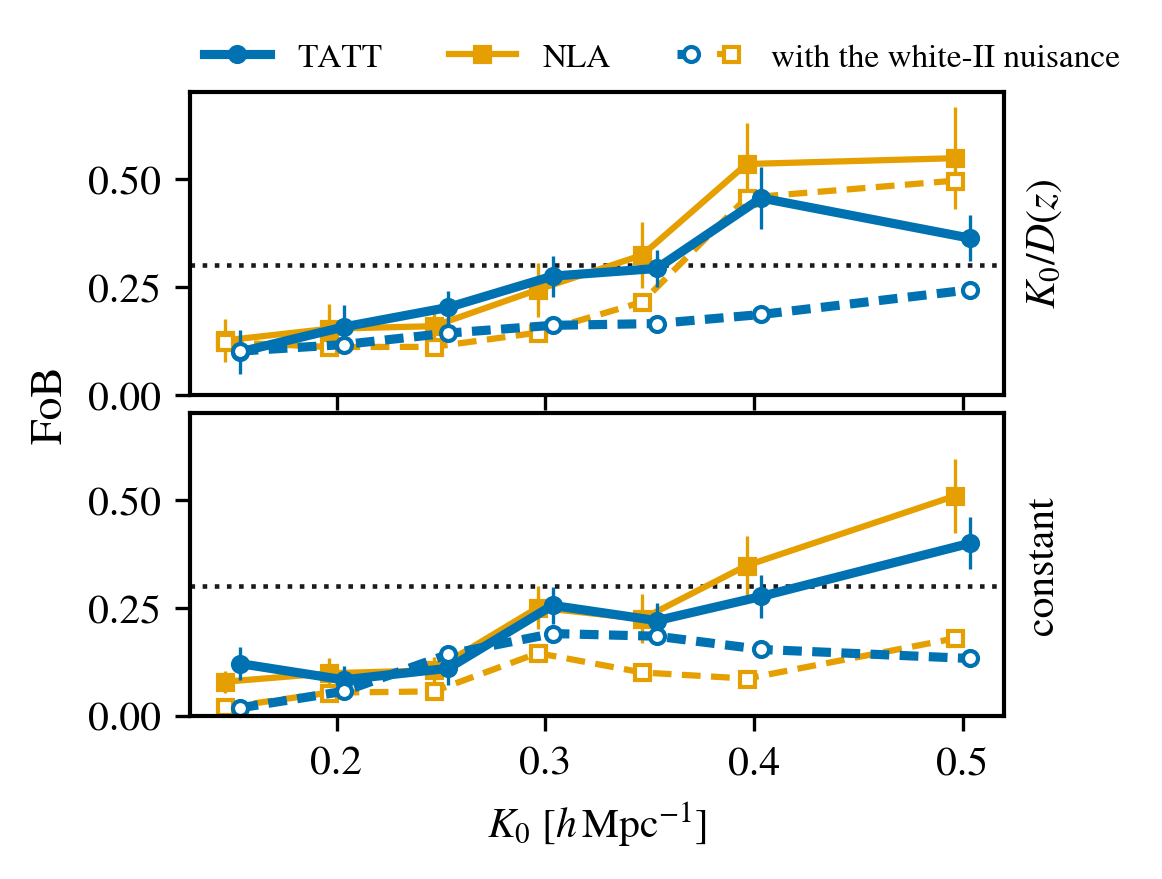 TATT NLA with the white-II nuisance
0.50
0.25
0.00
K₀/D(z)
FoB
0.50
0.25
0.00
constant
0.2 0.3 0.4 0.5
K₀ [h Mpc⁻¹]